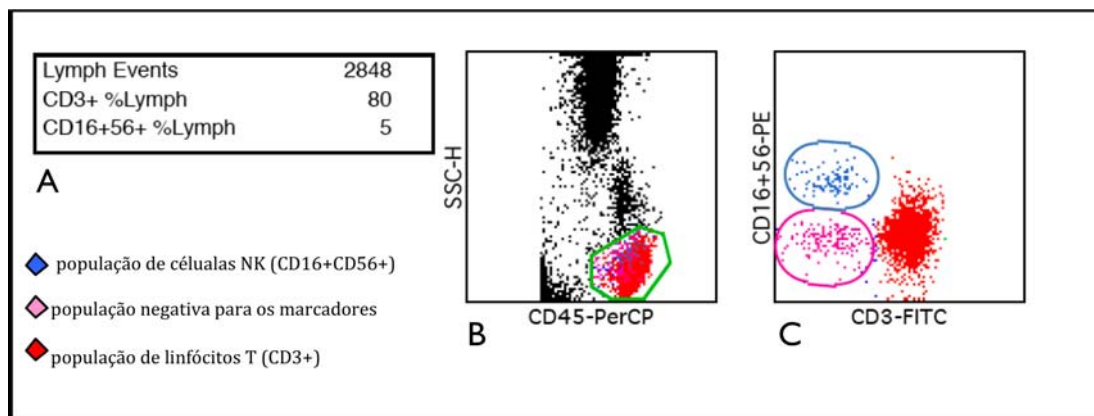 Lymph Events 2848
CD3+ %Lymph 80
CD16+56+ %Lymph 5
A
população de célualas NK (CD16+CD56+)
população negativa para os marcadores
população de linfócitos T (CD3+)
SSC-H
CD45-PerCP
B
CD16+56-PE
CD3-FITC
C